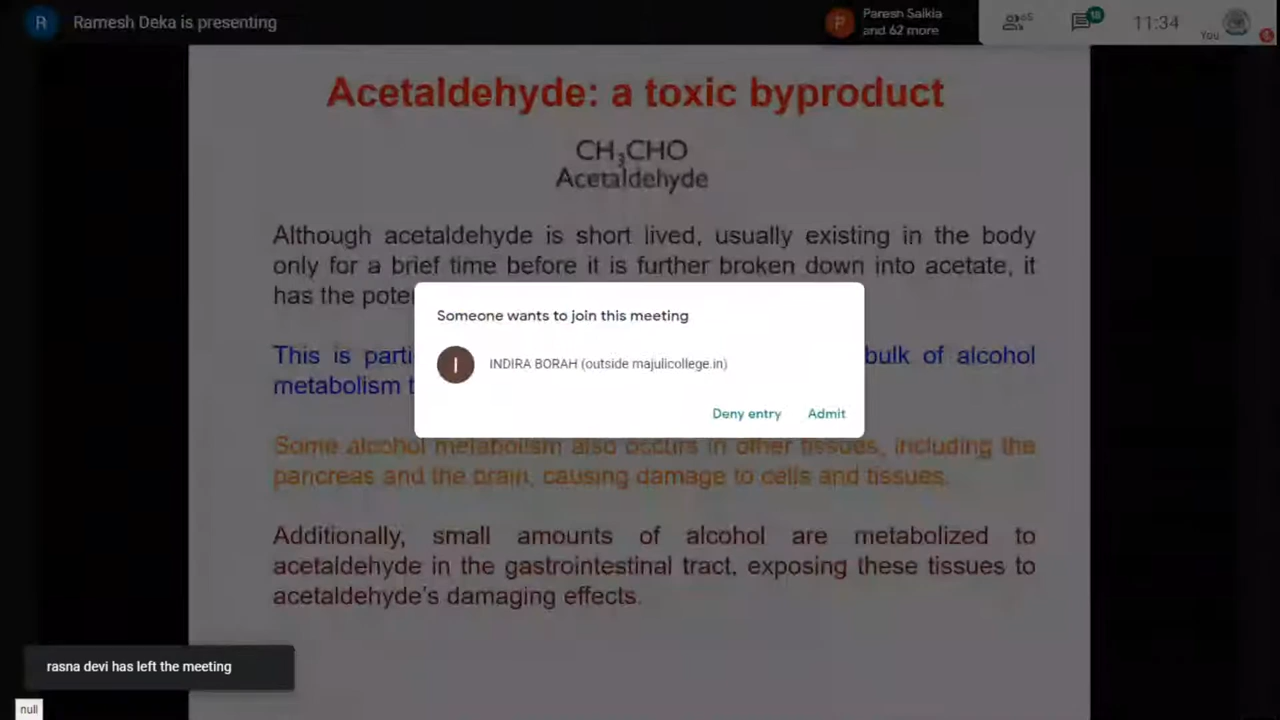 R Ramesh Deka is presenting
P Paresh Saikia
and 62 more
65
18
11:34
You
Acetaldehyde: a toxic byproduct
CH₃CHO
Acetaldehyde
Although acetaldehyde is short lived, usually existing in the body
only for a brief time before it is further broken down into acetate, it
has the
Someone wants to join this meeting
I INDIRA BORAH (outside majulicollege.in)
Deny entry Admit
This is bulk of alcohol
metabolism
Some alcohol metabolism also occurs in other tissues, including the
pancreas and the brain, causing damage to cells and tissues.
Additionally, small amounts of alcohol are metabolized to
acetaldehyde in the gastrointestinal tract, exposing these tissues to
acetaldehyde's damaging effects.
rasna devi has left the meeting
null